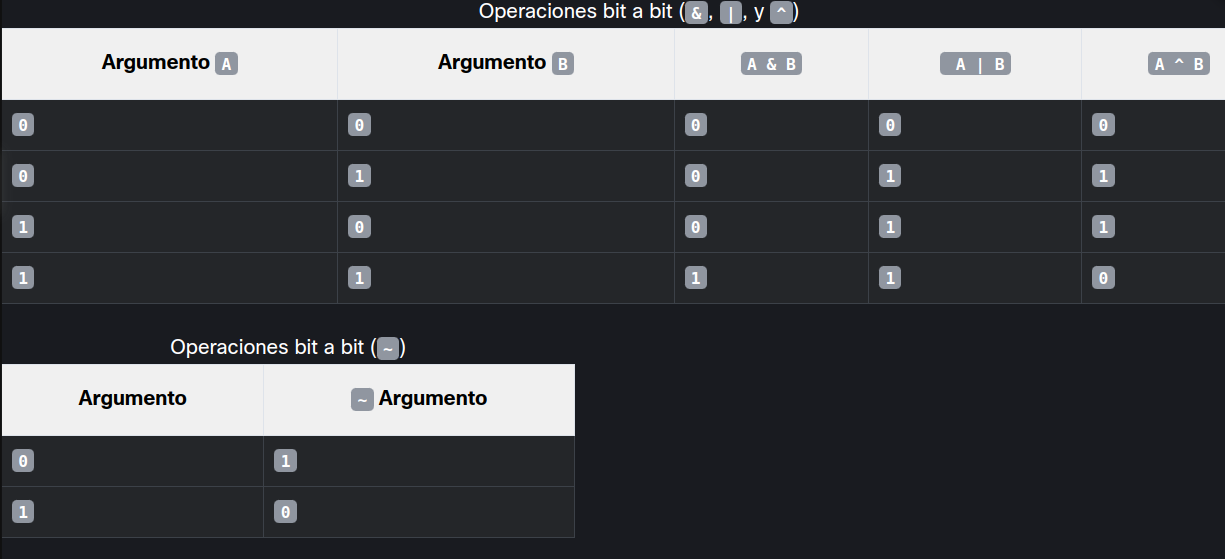 Operaciones bit a bit (&, |, y ^)
Argumento A Argumento B A & B A | B A ^ B
0 0 0 0 0
0 1 0 1 1
1 0 0 1 1
1 1 1 1 0
Operaciones bit a bit (~)
Argumento ~ Argumento
0 1
1 0